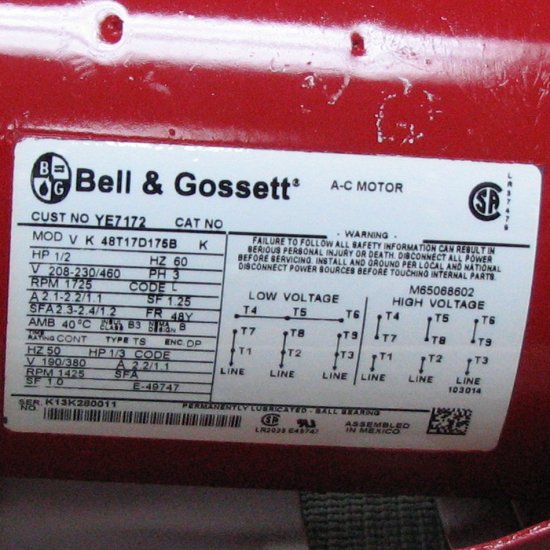 B G
Bell & Gossett®
A-C MOTOR
SA
LR37479
CUST NO YE7172 CAT NO
MOD V K 48T17D175B K
HP 1/2 HZ 60
V 208-230/460 PH 3
RPM 1725 CODE L
A 2.1-2.2/1.1 SF 1.25
SFA 2.3-2.4/1.2 FR 48Y
AMB 40°C INSUL CLASS B3 NEMA DESIGN B
TIME RATING CONT TYPE TS ENC. DP
HZ 50 HP 1/3 CODE
V 190/380 A 2.2/1.1
RPM 1425 SFA
SF 1.0 E-49747
- WARNING -
FAILURE TO FOLLOW ALL SAFETY INFORMATION CAN RESULT IN
SERIOUS PERSONAL INJURY OR DEATH. DISCONNECT ALL POWER
BEFORE SERVICING. INSTALL AND GROUND PER LOCAL AND NATIONAL
DISCONNECT POWER SOURCES BEFORE TOUCHING INTERNAL PARTS.
M65068602
LOW VOLTAGE HIGH VOLTAGE
T4 T5 T6 T4 T5 T6
T7 T8 T9 T7 T8 T9
T1 T2 T3 T1 T2 T3
LINE LINE LINE LINE LINE LINE
103014
SER. NO K13K280011
PERMANENTLY LUBRICATED - BALL BEARING
LR2025 E45747
ASSEMBLED
IN MEXICO